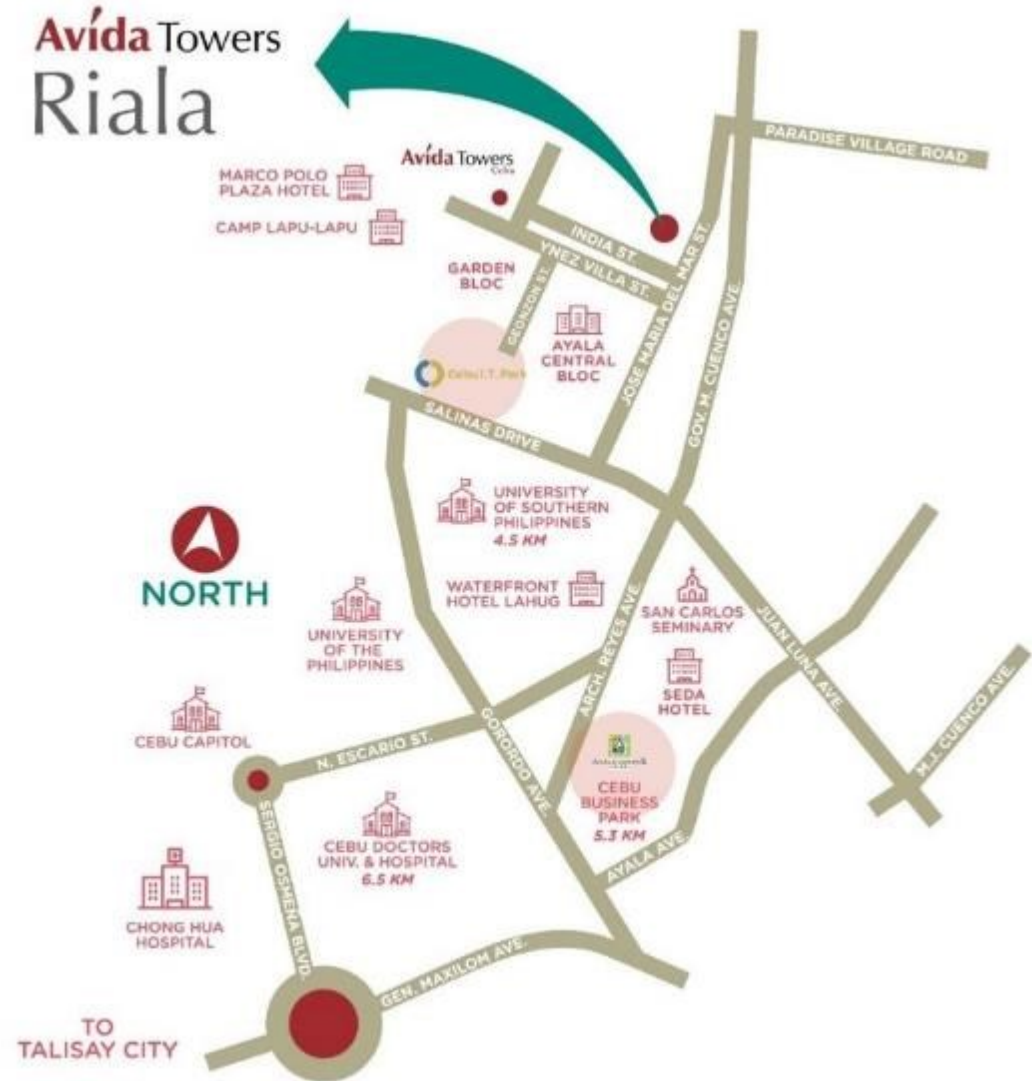 Avida Towers
Riala
PARADISE VILLAGE ROAD
Avida Towers
Cebu
MARCO POLO
PLAZA HOTEL
CAMP LAPU-LAPU
INDIA ST.
YNEZ VILLA ST.
GARDEN
BLOC
GEONZON ST.
AYALA
CENTRAL
BLOC
JOSE MARIA DEL MAR ST.
GOV. M. CUENCO AVE.
Cebu I.T. Park
SALINAS DRIVE
UNIVERSITY
OF SOUTHERN
PHILIPPINES
4.5 KM
NORTH
WATERFRONT
HOTEL LAHUG
ARCH. REYES AVE.
SAN CARLOS
SEMINARY
JUAN LUNA AVE.
UNIVERSITY
OF THE
PHILIPPINES
SEDA
HOTEL
M.J. CUENCO AVE.
CEBU CAPITOL
N. ESCARIO ST.
GORORDO AVE.
CEBU
BUSINESS
PARK
5.3 KM
SERGIO OSMENA BLVD.
CEBU DOCTORS
UNIV. & HOSPITAL
6.5 KM
AYALA AVE.
CHONG HUA
HOSPITAL
GEN. MAXILOM AVE.
TO
TALISAY CITY